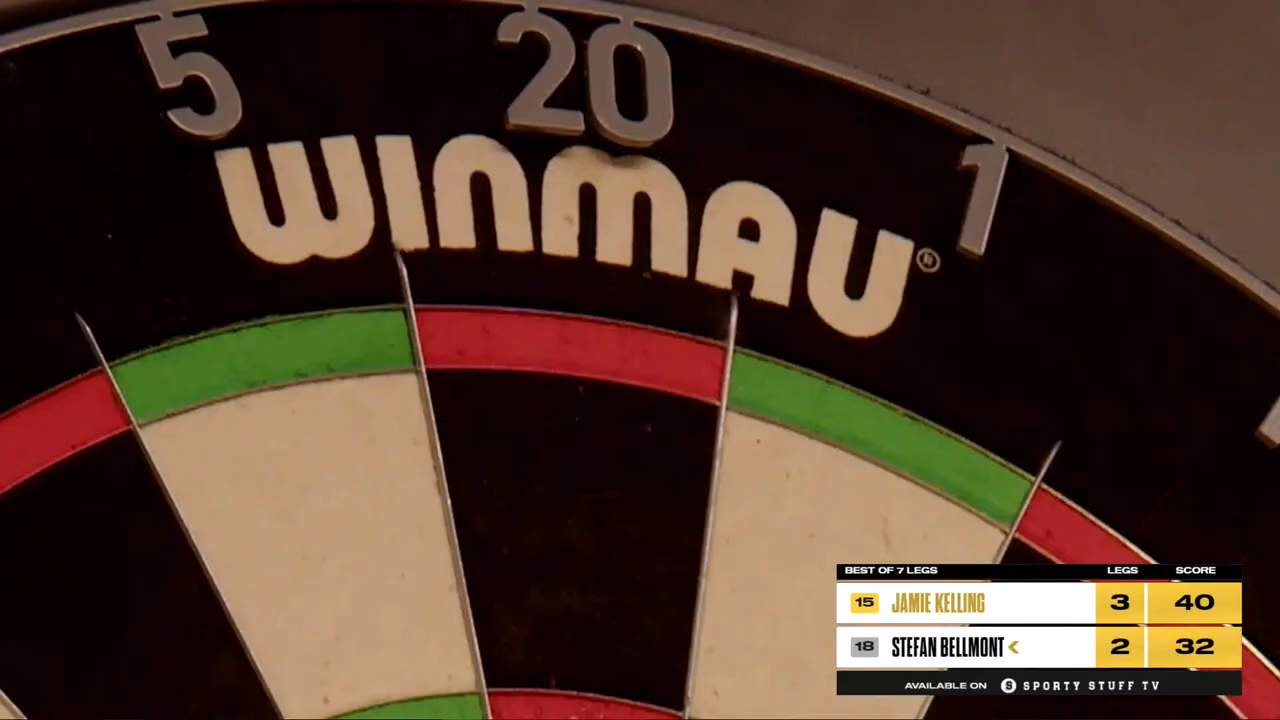 5 20 1
WINMAU®
BEST OF 7 LEGS LEGS SCORE
15 JAMIE KELLING 3 40
18 STEFAN BELLMONT 2 32
AVAILABLE ON S SPORTY STUFF TV